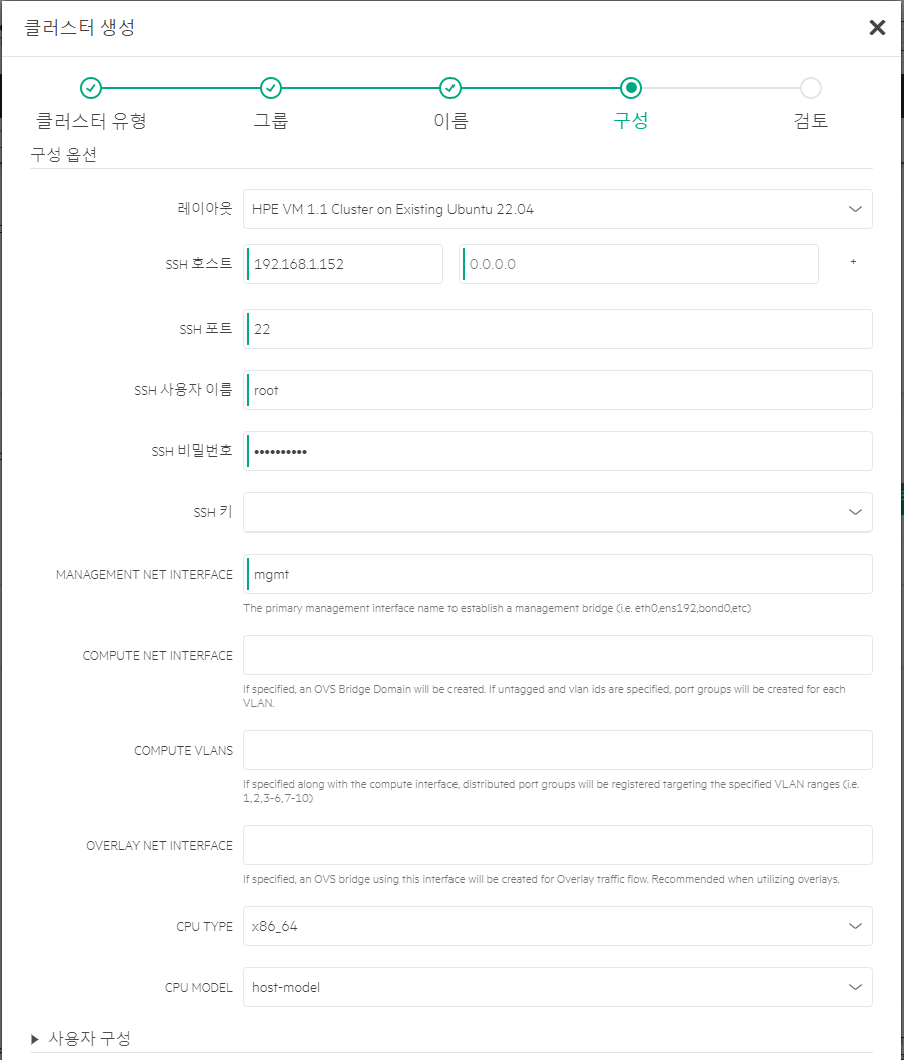 클러스터 생성
클러스터 유형
그룹
이름
구성
검토
구성 옵션
레이아웃
HPE VM 1.1 Cluster on Existing Ubuntu 22.04
SSH 호스트
192.168.1.152
0.0.0.0
+
SSH 포트
22
SSH 사용자 이름
root
SSH 비밀번호
••••••••••
SSH 키
MANAGEMENT NET INTERFACE
mgmt
The primary management interface name to establish a management bridge (i.e. eth0,ens192,bond0,etc)
COMPUTE NET INTERFACE
If specified, an OVS Bridge Domain will be created. If untagged and vlan ids are specified, port groups will be created for each
VLAN.
COMPUTE VLANS
If specified along with the compute interface, distributed port groups will be registered targeting the specified VLAN ranges (i.e.
1,2,3-6,7-10)
OVERLAY NET INTERFACE
If specified, an OVS bridge using this interface will be created for Overlay traffic flow. Recommended when utilizing overlays.
CPU TYPE
x86_64
CPU MODEL
host-model
사용자 구성